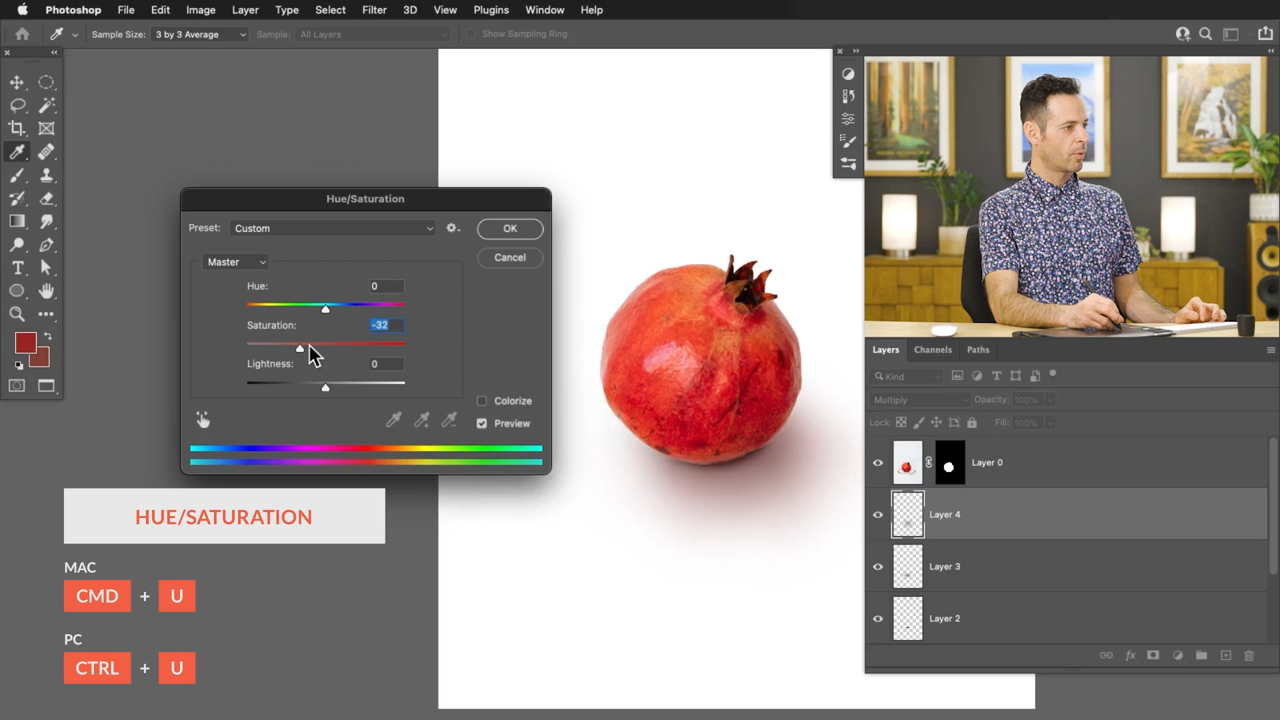 Photoshop File Edit Image Layer Type Select Filter 3D View Plugins Window Help
Sample Size: 3 by 3 Average Sample: All Layers Show Sampling Ring
Hue/Saturation
Preset: Custom
OK
Cancel
Master
Hue: 0
Saturation: -32
Lightness: 0
Colorize
Preview
HUE/SATURATION
MAC
CMD + U
PC
CTRL + U
Layers Channels Paths
Kind
Multiply Opacity: 100%
Lock: Fill: 100%
Layer 0
Layer 4
Layer 3
Layer 2
fx